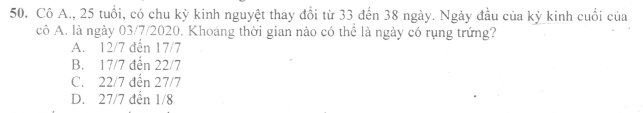 50. Cô A., 25 tuổi, có chu kỳ kinh nguyệt thay đổi từ 33 đến 38 ngày. Ngày đầu của kỳ kinh cuối của
cô A. là ngày 03/7/2020. Khoảng thời gian nào có thể là ngày có rụng trứng?
A. 12/7 đến 17/7
B. 17/7 đến 22/7
C. 22/7 đến 27/7
D. 27/7 đến 1/8